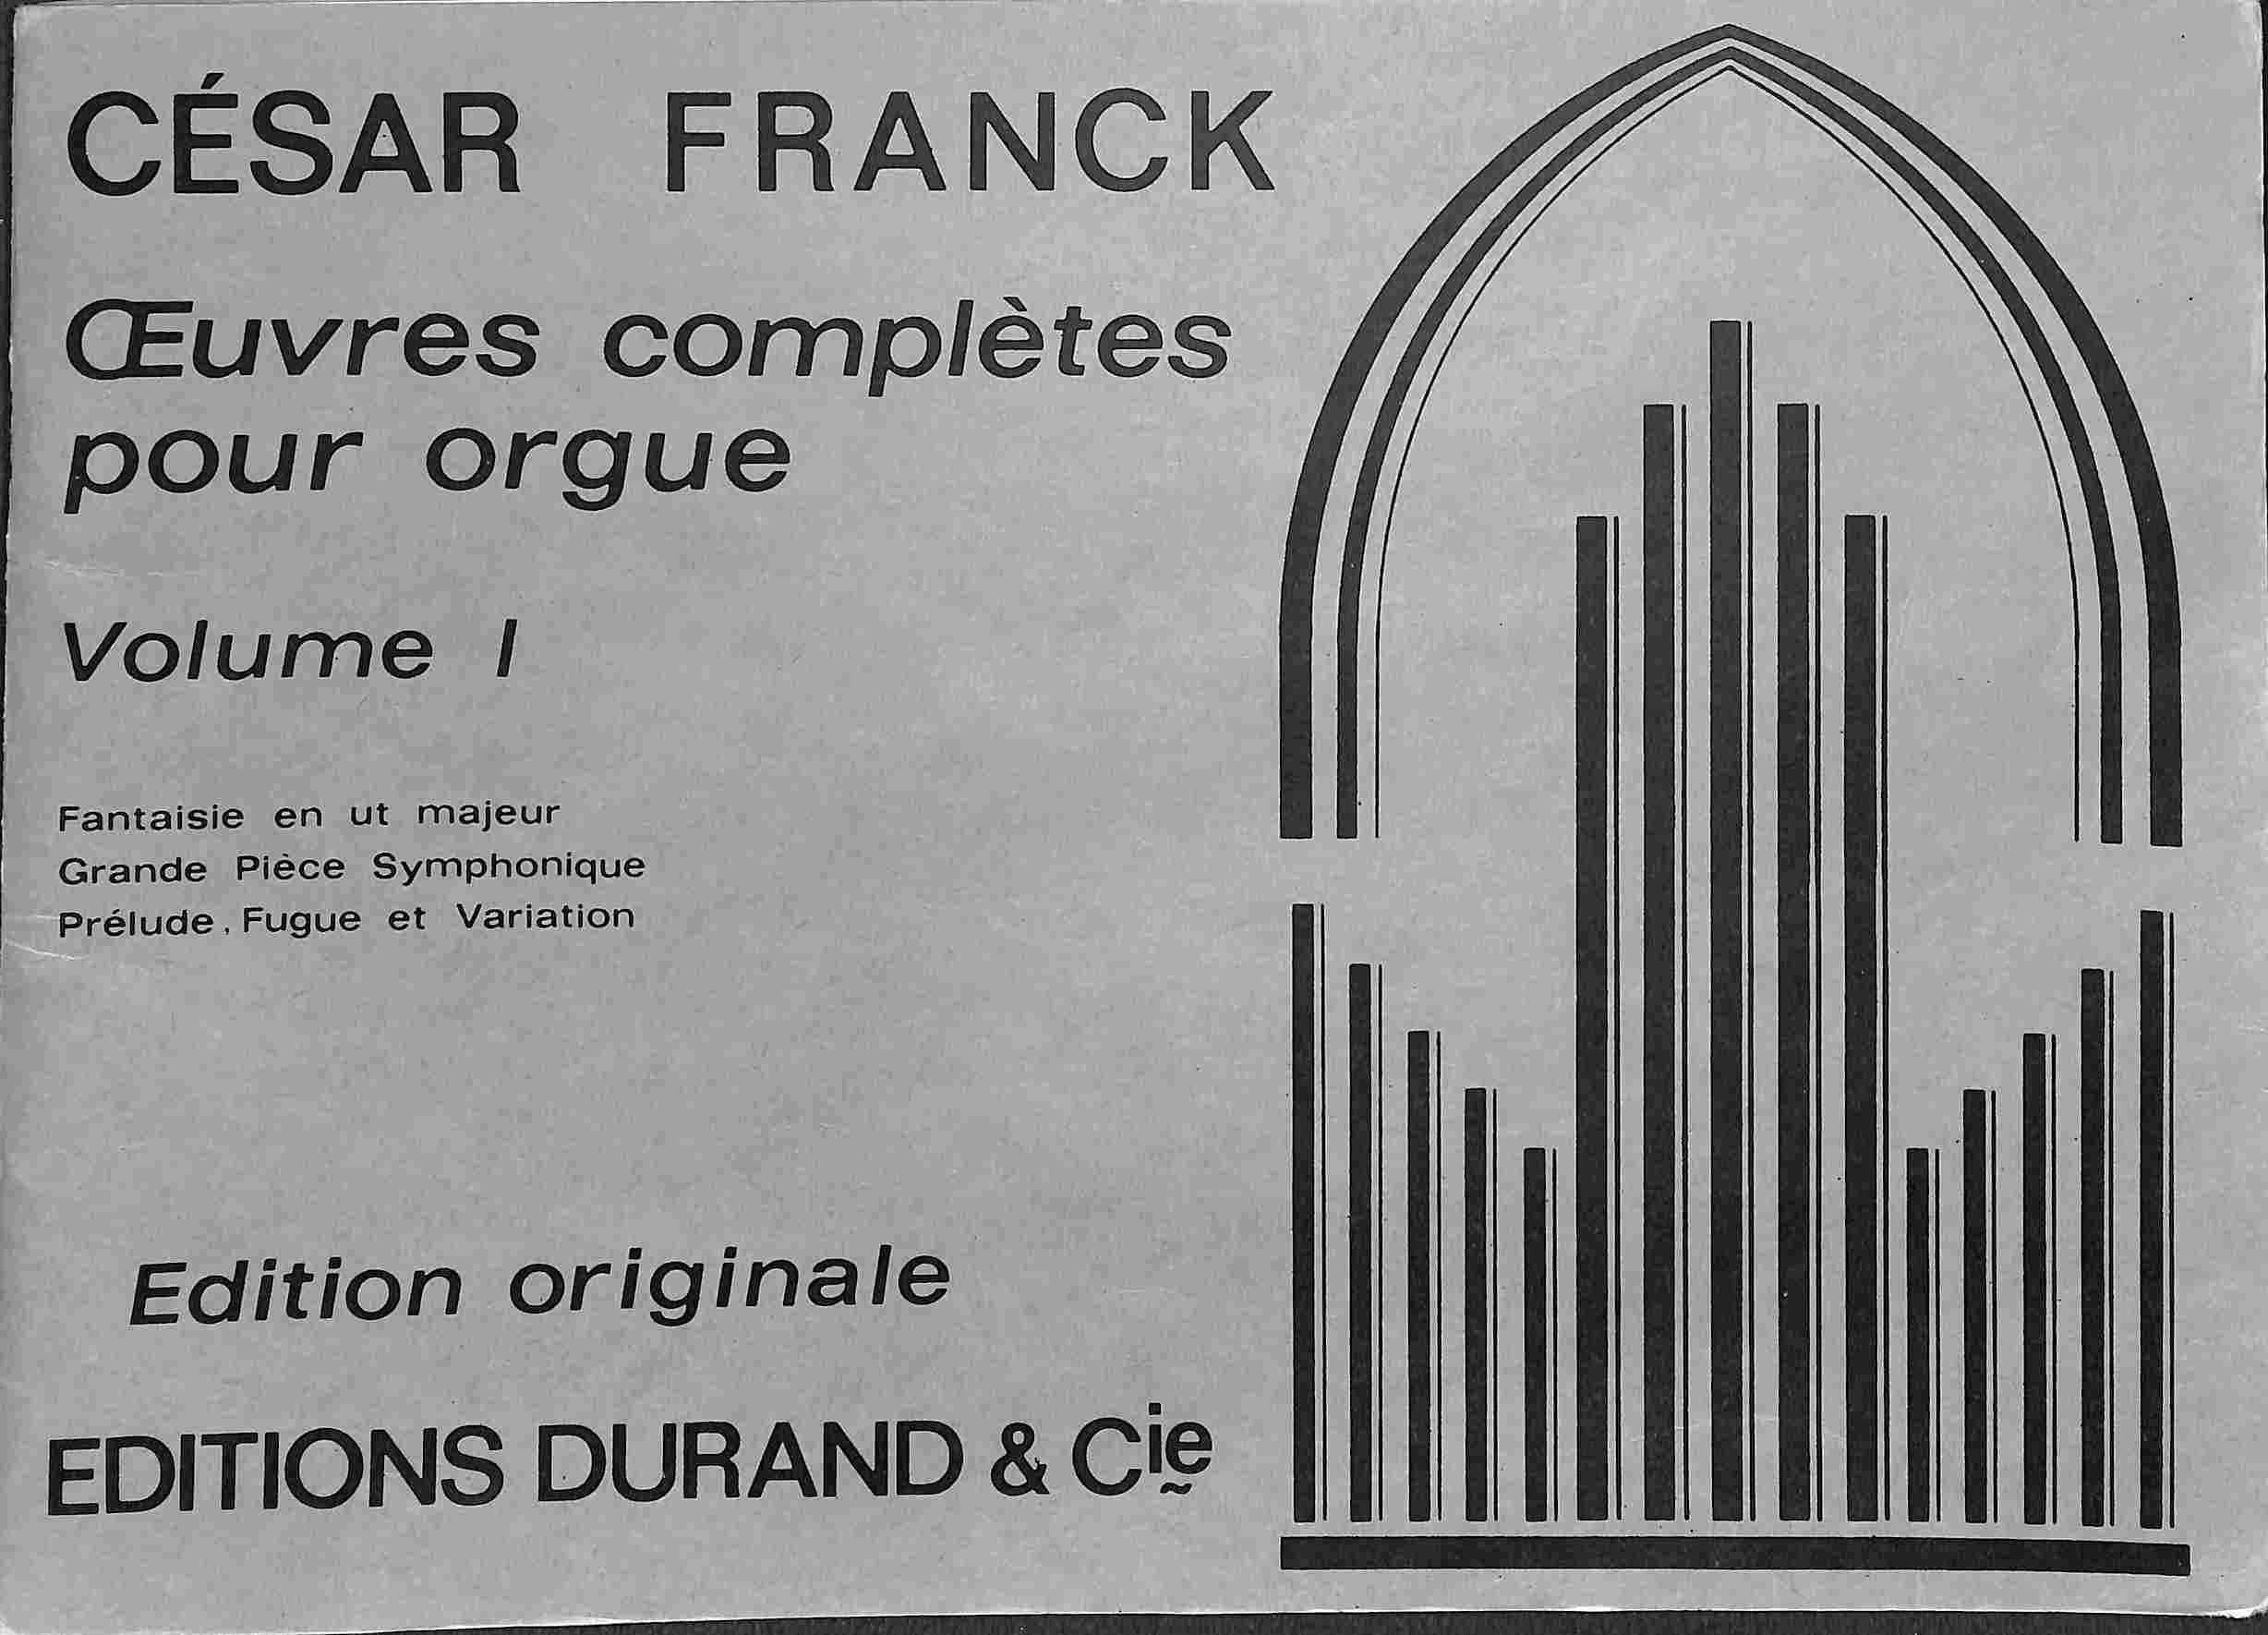 CÉSAR FRANCK
Œuvres complètes
pour orgue
Volume I
Fantaisie en ut majeur
Grande Pièce Symphonique
Prélude, Fugue et Variation
Edition originale
EDITIONS DURAND & Cie